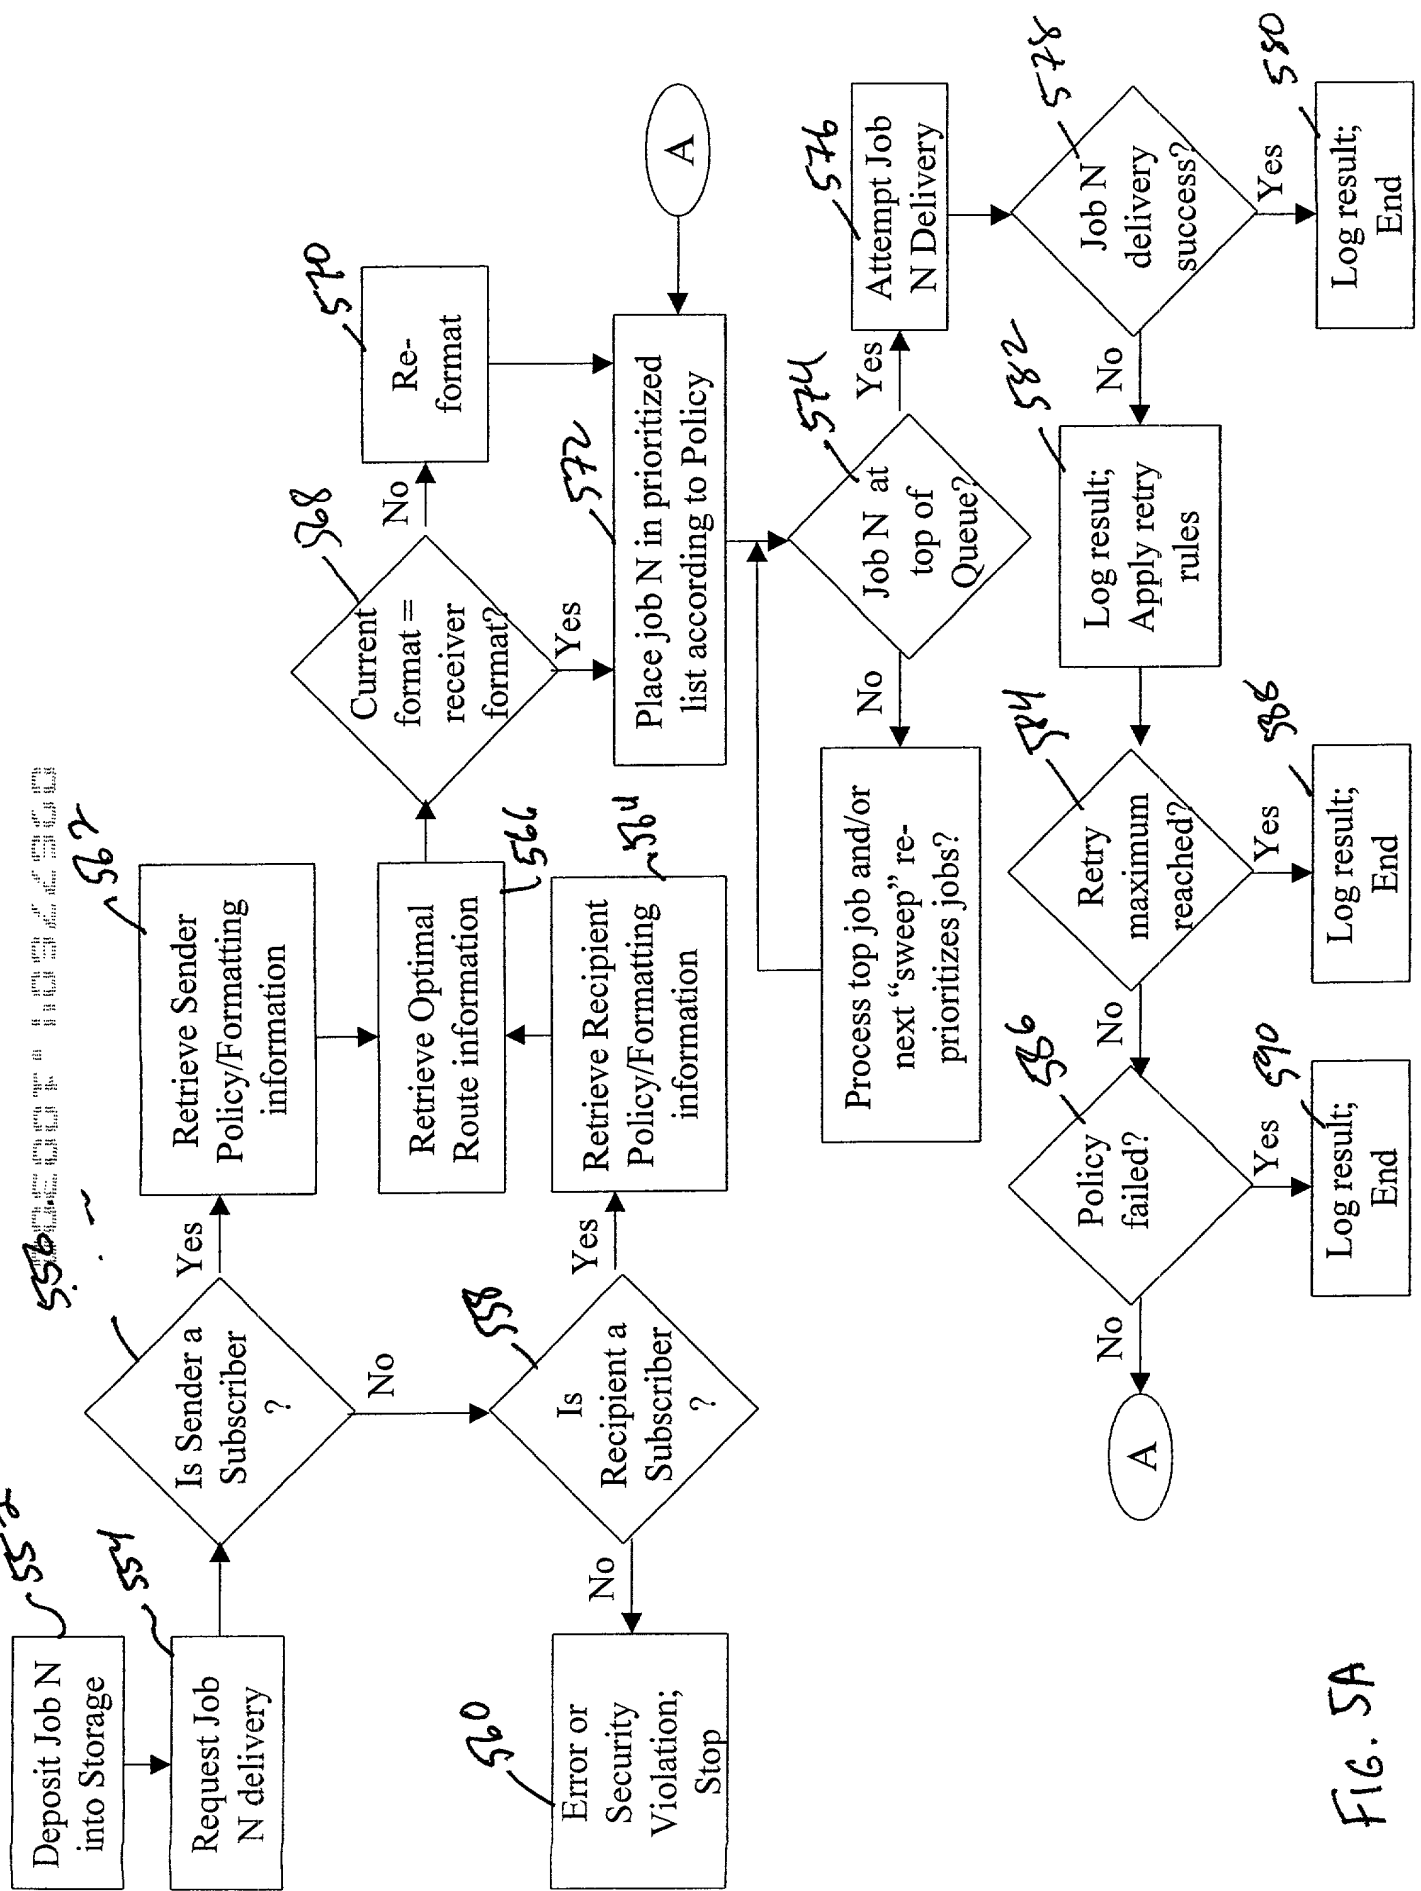 552
Deposit Job N
into Storage
554
Request Job
N delivery
556
Is Sender a
Subscriber
?
Yes
No
562
Retrieve Sender
Policy/Formatting
information
566
Retrieve Optimal
Route information
564
Retrieve Recipient
Policy/Formatting
information
558
Is
Recipient a
Subscriber
?
Yes
No
560
Error or
Security
Violation;
Stop
568
Current
format =
receiver
format?
No
Yes
570
Re-
format
572
Place job N in prioritized
list according to Policy
A
574
Job N at
top of
Queue?
Yes
No
Process top job and/or
next “sweep” re-
prioritizes jobs?
576
Attempt Job
N Delivery
578
Job N
delivery
success?
Yes
No
580
Log result;
End
582
Log result;
Apply retry
rules
584
Retry
maximum
reached?
Yes
No
588
Log result;
End
586
Policy
failed?
Yes
No
590
Log result;
End
A
FIG. 5A